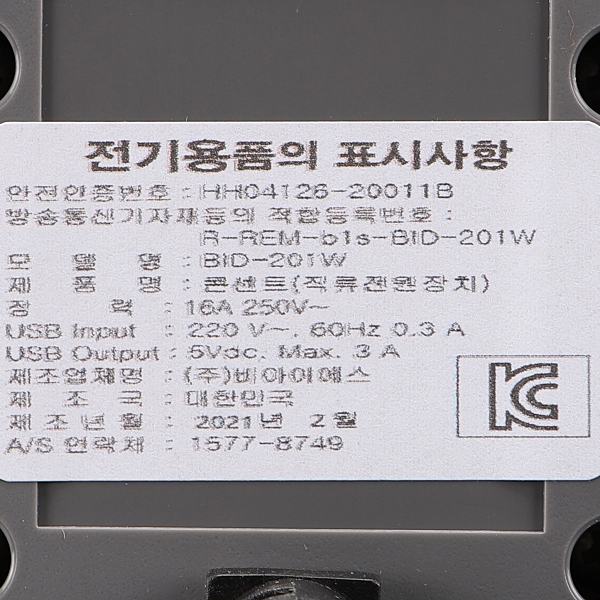 전기용품의 표시사항
안전인증번호 : HH04126-20011B
방송통신기자재등의 적합등록번호 :
R-REM-b1s-BID-201W
모 델 명 : BID-201W
제 품 명 : 콘센트(직류전원장치)
정 력 : 16A 250V~
USB Input : 220 V~, 60Hz 0.3 A
USB Output : 5Vdc, Max. 3 A
제조업체명 : (주)비아이에스
제 조 국 : 대한민국
제 조 년 월 : 2021년 2월
A/S 연락처 : 1577-8749